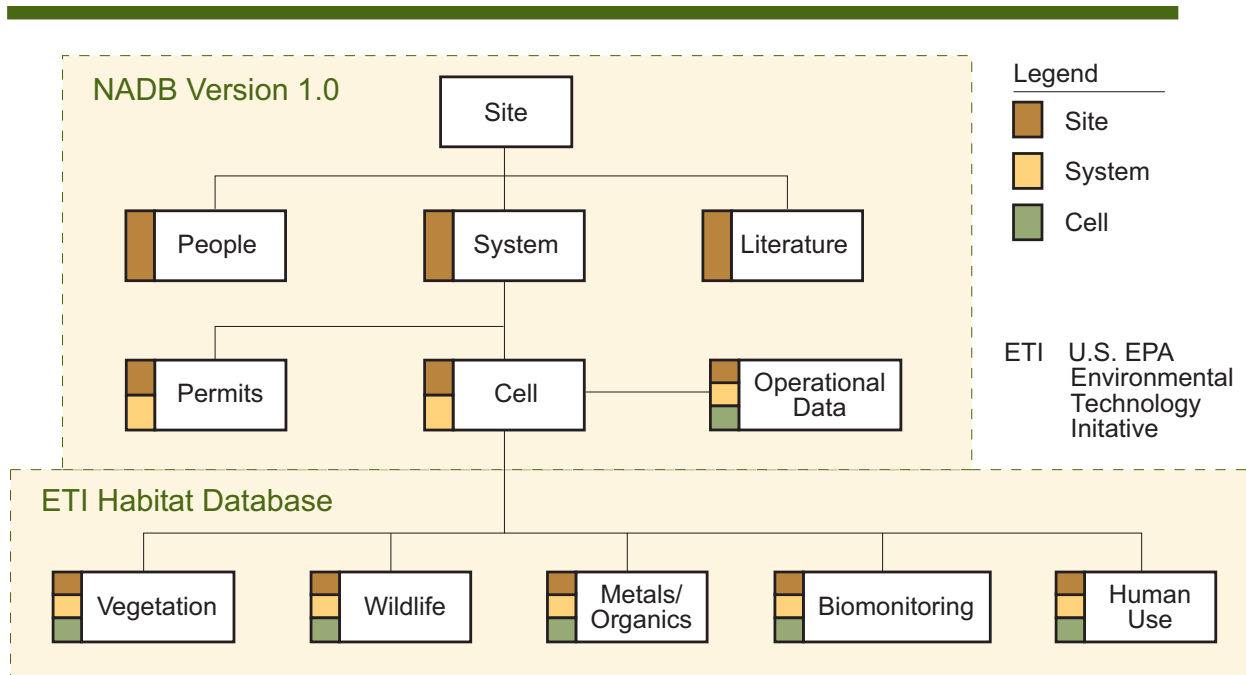 NADB Version 1.0
Site
People
System
Literature
Permits
Cell
Operational
Data
Legend
Site
System
Cell
ETI U.S. EPA
Environmental
Technology
Initative
ETI Habitat Database
Vegetation
Wildlife
Metals/
Organics
Biomonitoring
Human
Use